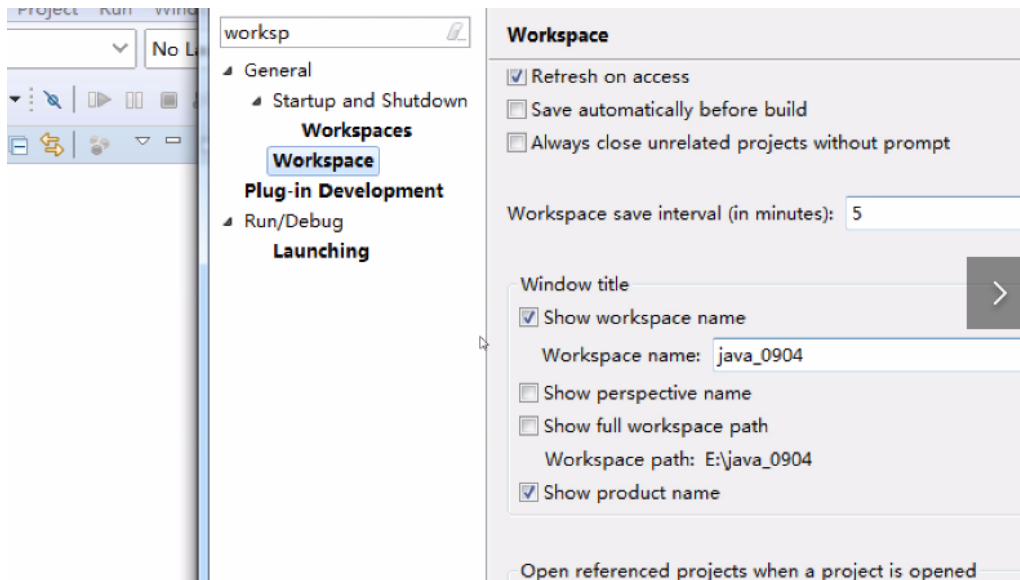 Project Run Wind
No La
worksp
General
Startup and Shutdown
Workspaces
Workspace
Plug-in Development
Run/Debug
Launching
Workspace
Refresh on access
Save automatically before build
Always close unrelated projects without prompt
Workspace save interval (in minutes): 5
Window title
Show workspace name
Workspace name: java_0904
Show perspective name
Show full workspace path
Workspace path: E:\java_0904
Show product name
Open referenced projects when a project is opened